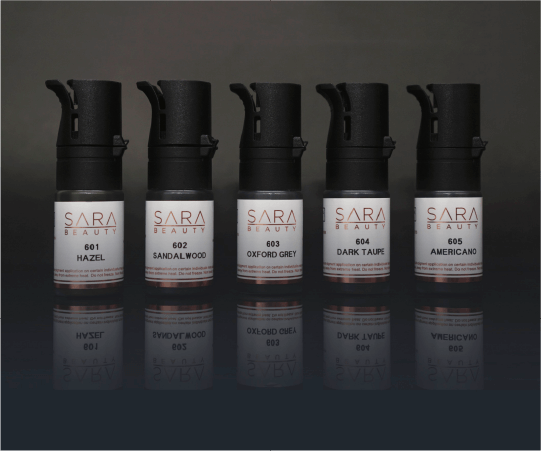 SARA
BEAUTY
601
HAZEL
SARA
BEAUTY
602
SANDALWOOD
SARA
BEAUTY
603
OXFORD GREY
SARA
BEAUTY
604
DARK TAUPE
SARA
BEAUTY
605
AMERICANO